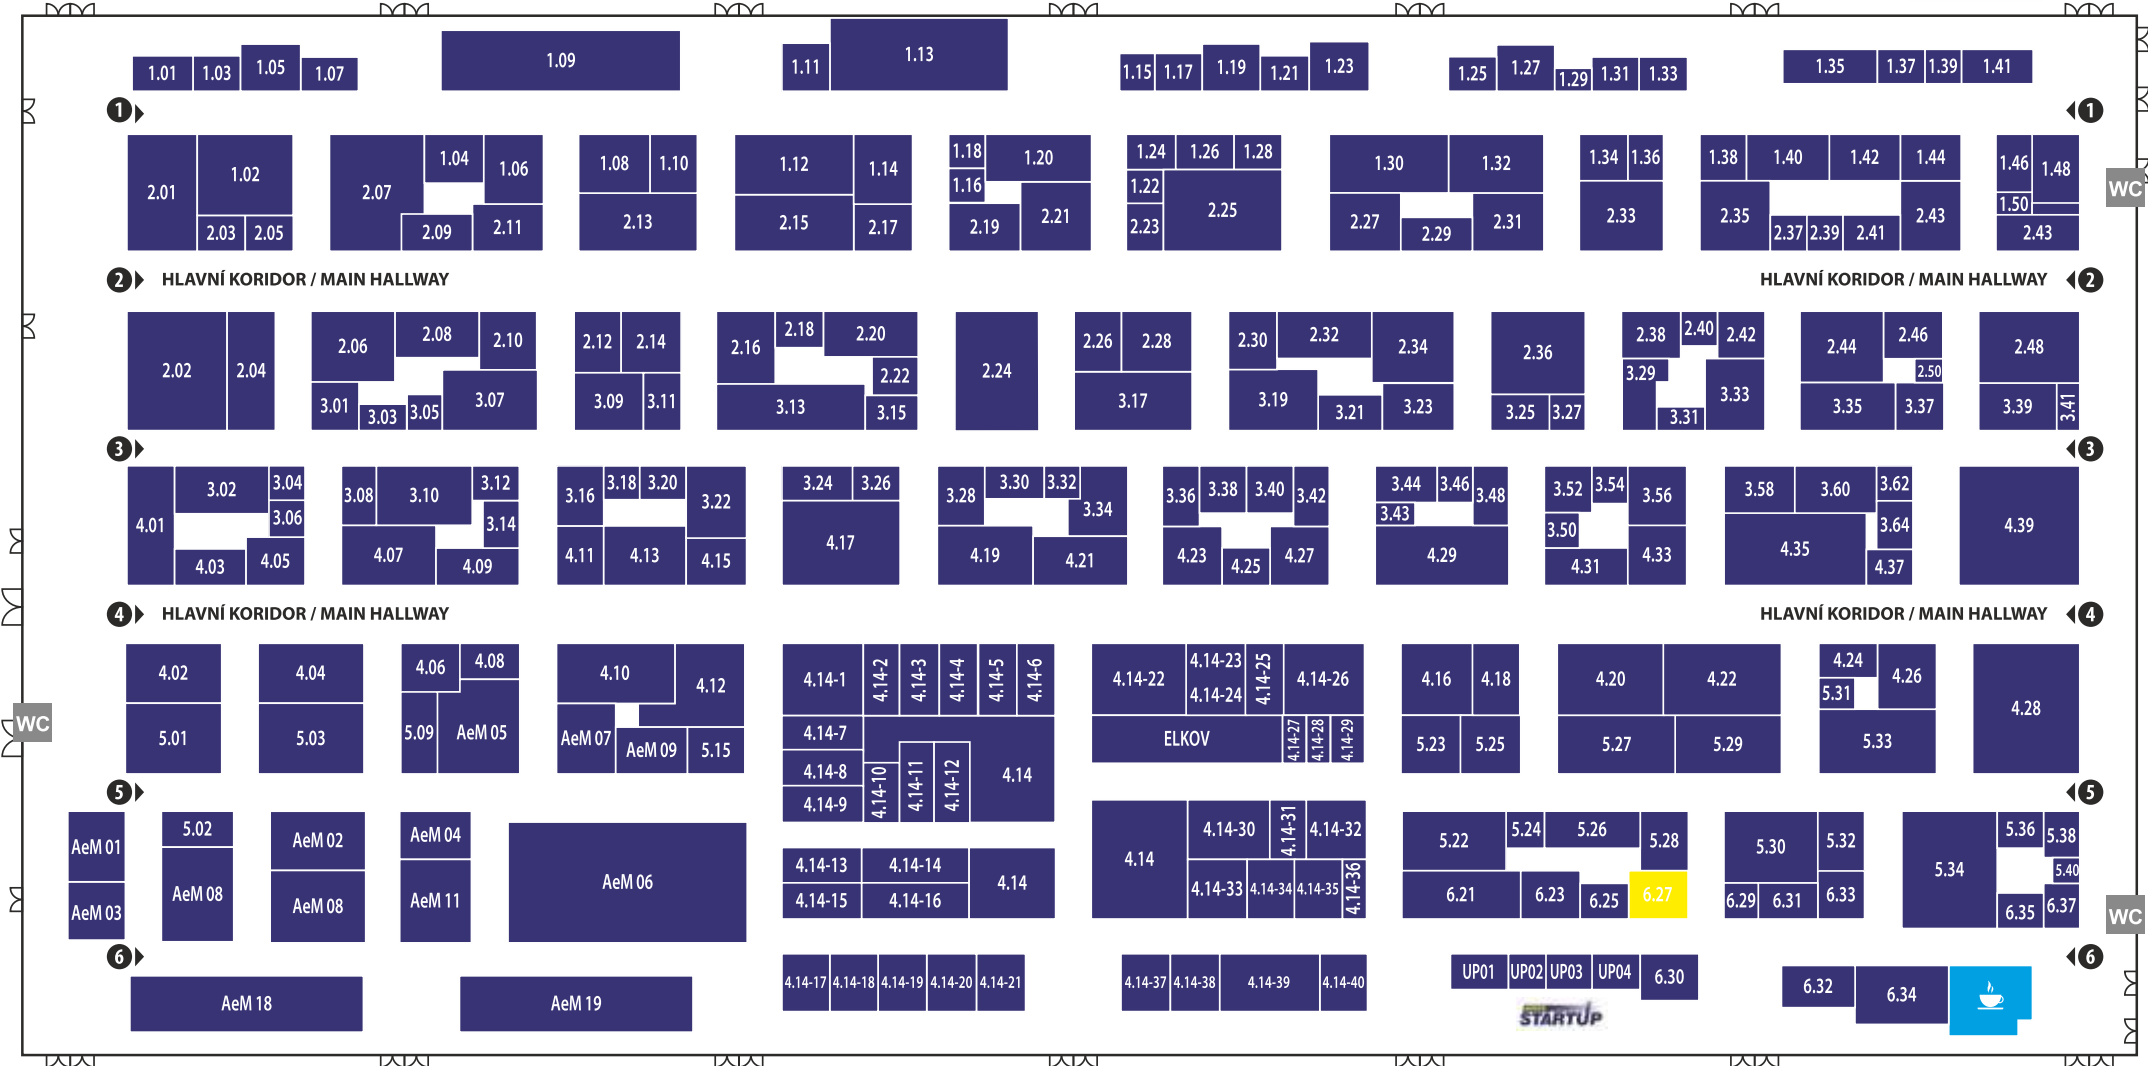 1.01 1.03 1.05 1.07 1.09 1.11 1.13 1.15 1.17 1.19 1.21 1.23 1.25 1.27 1.29 1.31 1.33 1.35 1.37 1.39 1.41
1 1
2.01 1.02 2.07 1.04 1.06 1.08 1.10 1.12 1.14 1.18 1.20 1.24 1.26 1.28 1.30 1.32 1.34 1.36 1.38 1.40 1.42 1.44 1.46 1.48
1.16 1.22 1.50
2.03 2.05 2.09 2.11 2.13 2.15 2.17 2.19 2.21 2.23 2.25 2.27 2.29 2.31 2.33 2.35 2.37 2.39 2.41 2.43 2.43
WC
2 HLAVNÍ KORIDOR / MAIN HALLWAY HLAVNÍ KORIDOR / MAIN HALLWAY 2
2.02 2.04 2.06 2.08 2.10 2.12 2.14 2.16 2.18 2.20 2.24 2.26 2.28 2.30 2.32 2.34 2.36 2.38 2.40 2.42 2.44 2.46 2.48
2.22 3.29 2.50
3.01 3.03 3.05 3.07 3.09 3.11 3.13 3.15 3.17 3.19 3.21 3.23 3.25 3.27 3.31 3.33 3.35 3.37 3.39 3.41
3 3
4.01 3.02 3.04 3.08 3.10 3.12 3.16 3.18 3.20 3.22 3.24 3.26 3.28 3.30 3.32 3.34 3.36 3.38 3.40 3.42 3.44 3.46 3.48 3.52 3.54 3.56 3.58 3.60 3.62 4.39
3.06 3.14 3.43 3.50 3.64
4.03 4.05 4.07 4.09 4.11 4.13 4.15 4.17 4.19 4.21 4.23 4.25 4.27 4.29 4.31 4.33 4.35 4.37
4 HLAVNÍ KORIDOR / MAIN HALLWAY HLAVNÍ KORIDOR / MAIN HALLWAY 4
4.02 4.04 4.06 4.08 4.10 4.12 4.14-1 4.14-2 4.14-3 4.14-4 4.14-5 4.14-6 4.14-22 4.14-23 4.14-24 4.14-25 4.14-26 4.16 4.18 4.20 4.22 4.24 4.26 4.28
5.31
WC
5.01 5.03 5.09 AeM 05 AeM 07 AeM 09 5.15 4.14-7 ELKOV 4.14-27 4.14-28 4.14-29 5.23 5.25 5.27 5.29 5.33
4.14-8 4.14-9 4.14-10 4.14-11 4.14-12 4.14
5 5
AeM 01 5.02 AeM 02 AeM 04 4.14 4.14-30 4.14-31 4.14-32 5.22 5.24 5.26 5.28 5.30 5.32 5.34 5.36 5.38
AeM 03 AeM 08 AeM 08 AeM 11 AeM 06 4.14-13 4.14-14 4.14 4.14-33 4.14-34 4.14-35 4.14-36 5.40
4.14-15 4.14-16 6.21 6.23 6.25 6.27 6.29 6.31 6.33 6.35 6.37
WC
6 6
AeM 18 AeM 19 4.14-17 4.14-18 4.14-19 4.14-20 4.14-21 4.14-37 4.14-38 4.14-39 4.14-40 UP01 UP02 UP03 UP04 6.30 6.32 6.34
STARTUP